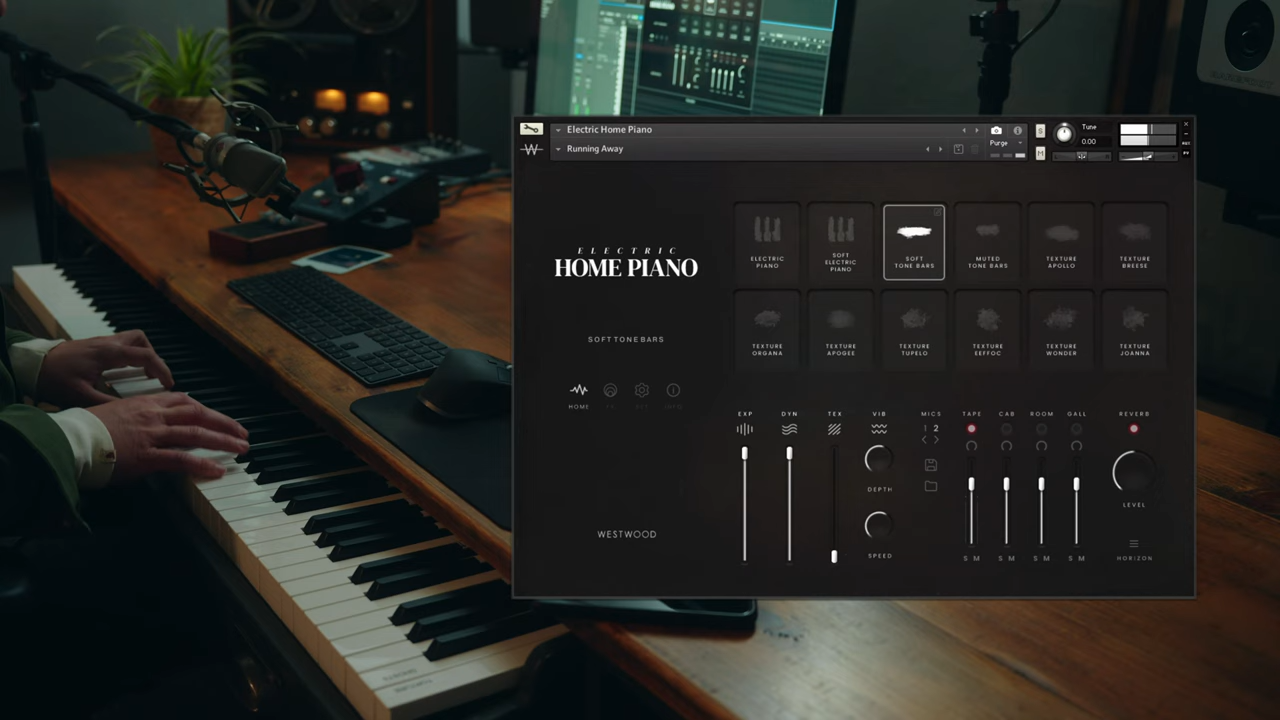 Electric Home Piano
Running Away
Purge
S
M
Tune
0.00
ELECTRIC
HOME PIANO
SOFT TONE BARS
HOME
WESTWOOD
ELECTRIC
PIANO
SOFT
ELECTRIC
PIANO
SOFT
TONE BARS
MUTED
TONE BARS
TEXTURE
APOLLO
TEXTURE
BREESE
TEXTURE
ORGANA
TEXTURE
APOGEE
TEXTURE
TUPELO
TEXTURE
EEFFOC
TEXTURE
WONDER
TEXTURE
JOANNA
EXP DYN TEX VIB MICS TAPE CAB ROOM GALL REVERB
1 2
DEPTH
SPEED
LEVEL
S M S M S M S M
HORIZON